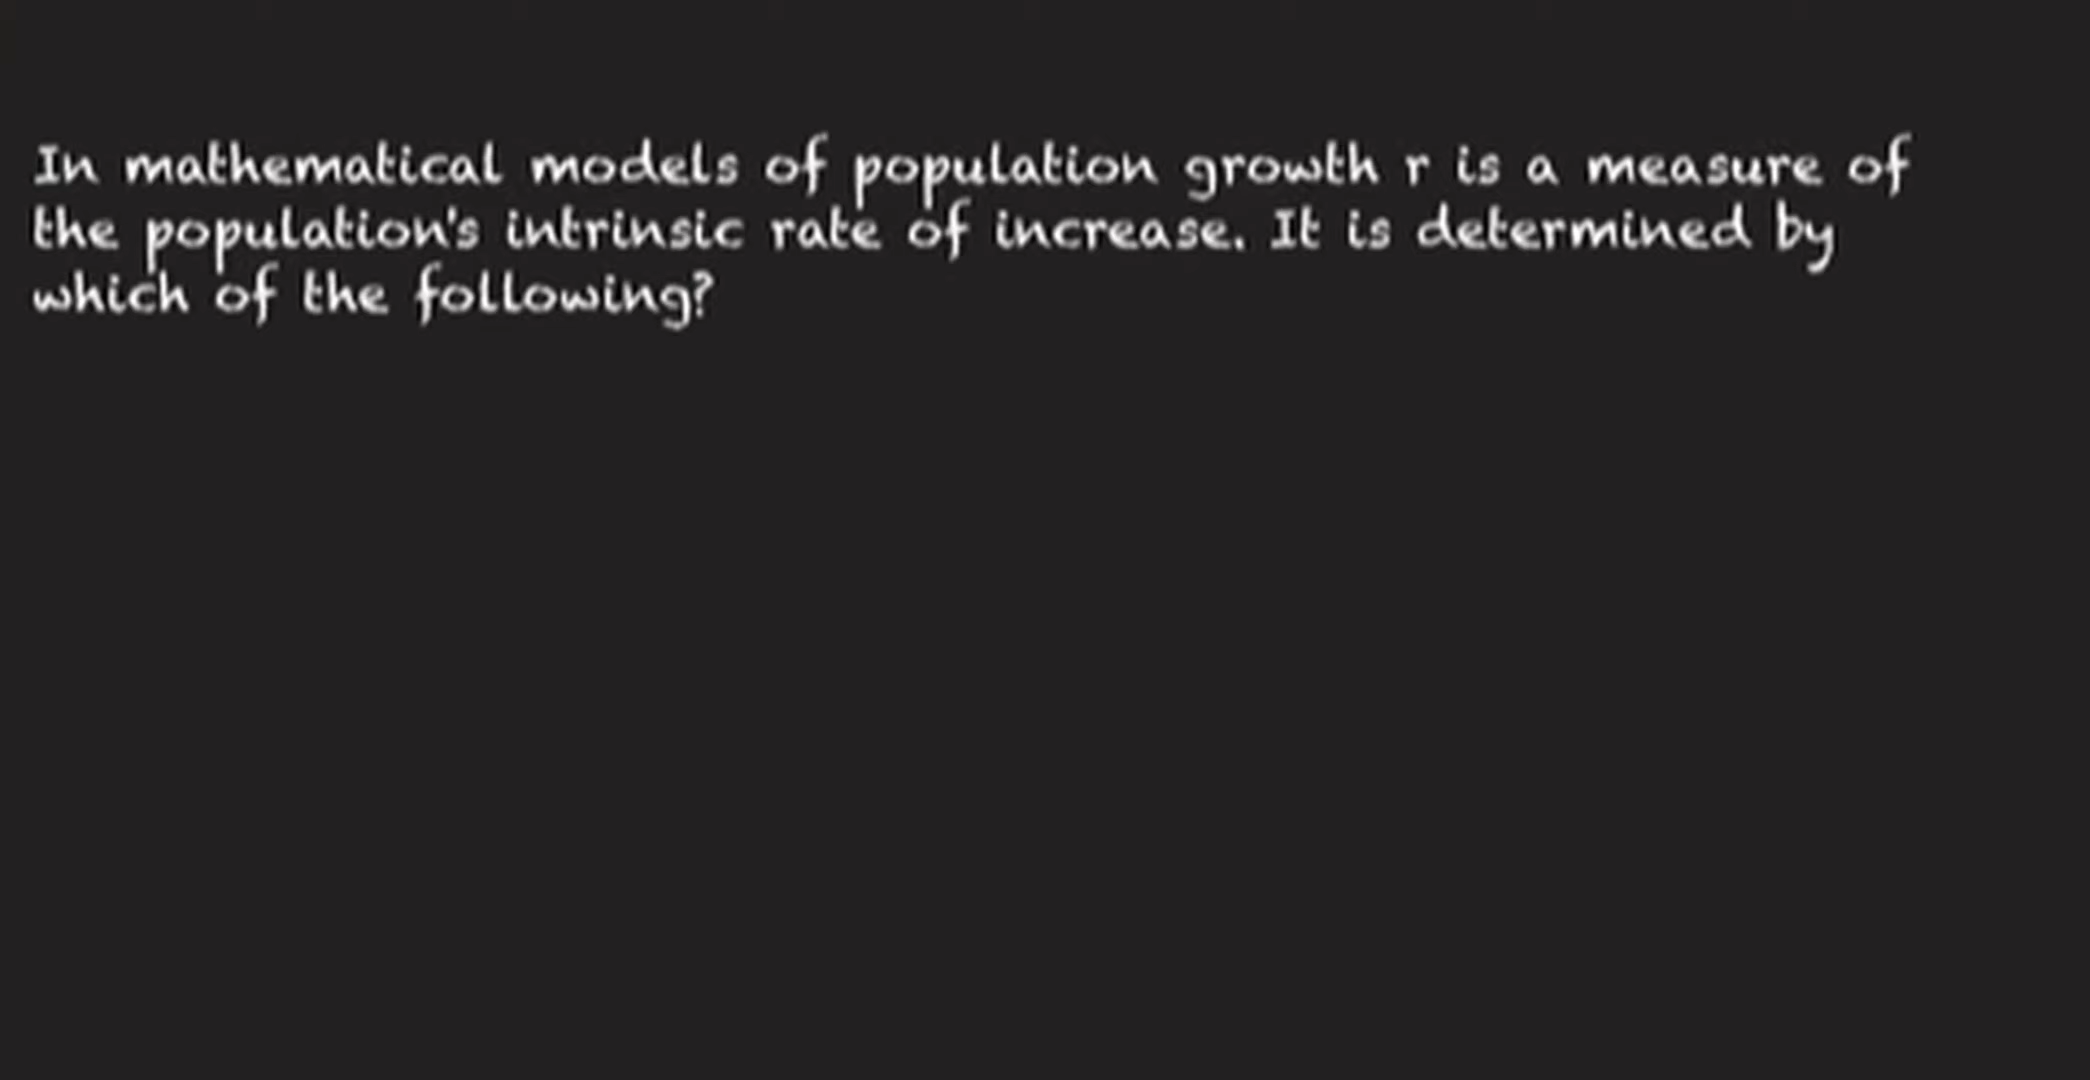 In mathematical models of population growth r is a measure of
the population's intrinsic rate of increase. It is determined by
which of the following?